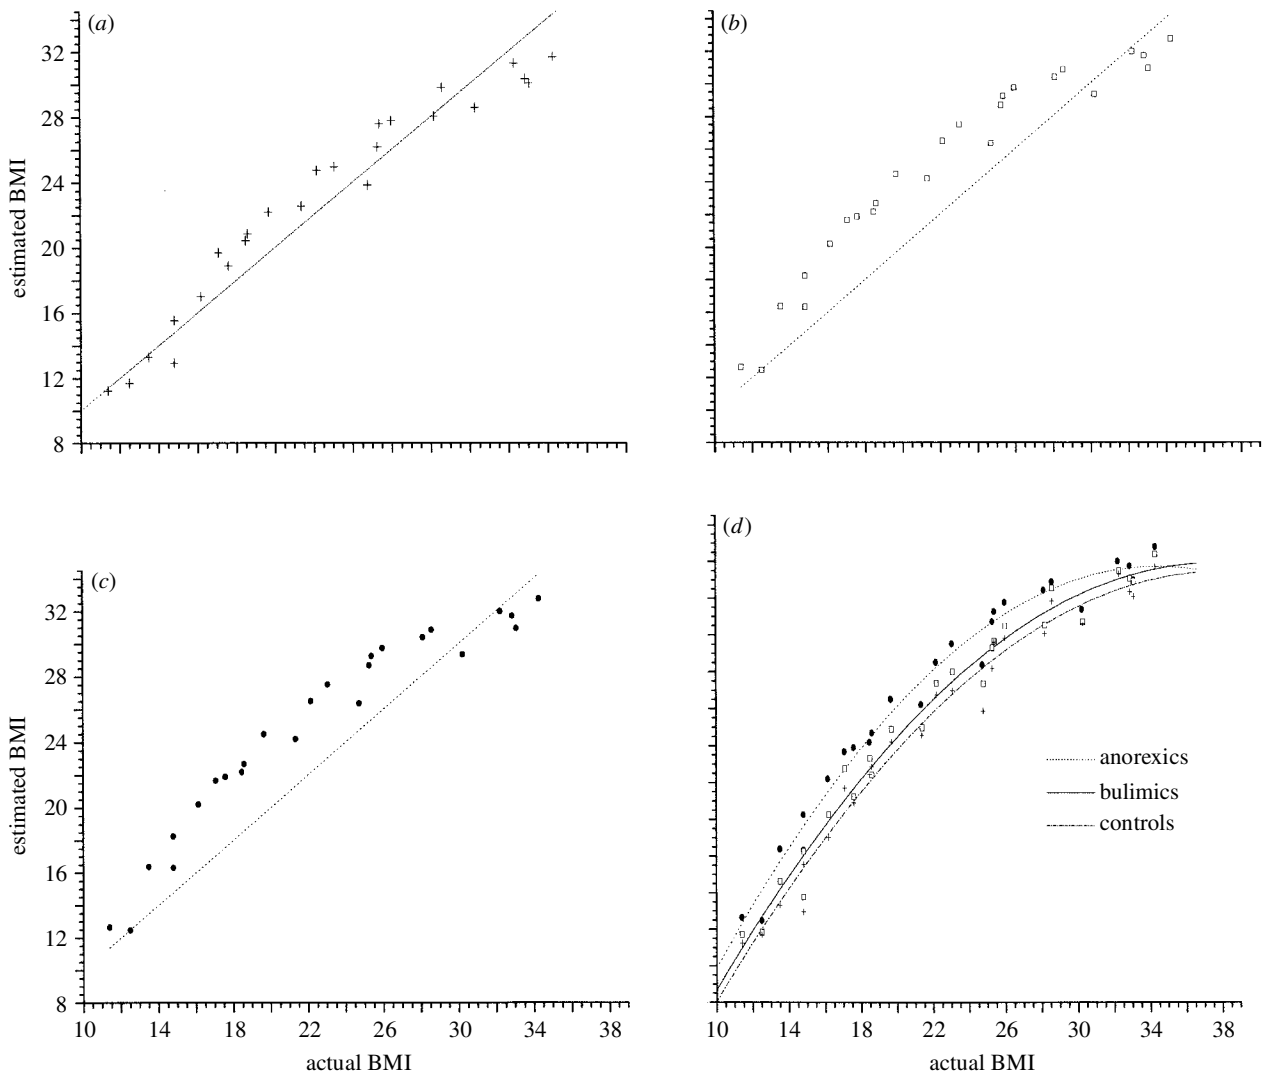 (a)
32
28
24
20
16
12
8
estimated BMI
(b)
(c)
32
28
24
20
16
12
8
estimated BMI
10 14 18 22 26 30 34 38
actual BMI
(d)
anorexics
bulimics
controls
10 14 18 22 26 30 34 38
actual BMI